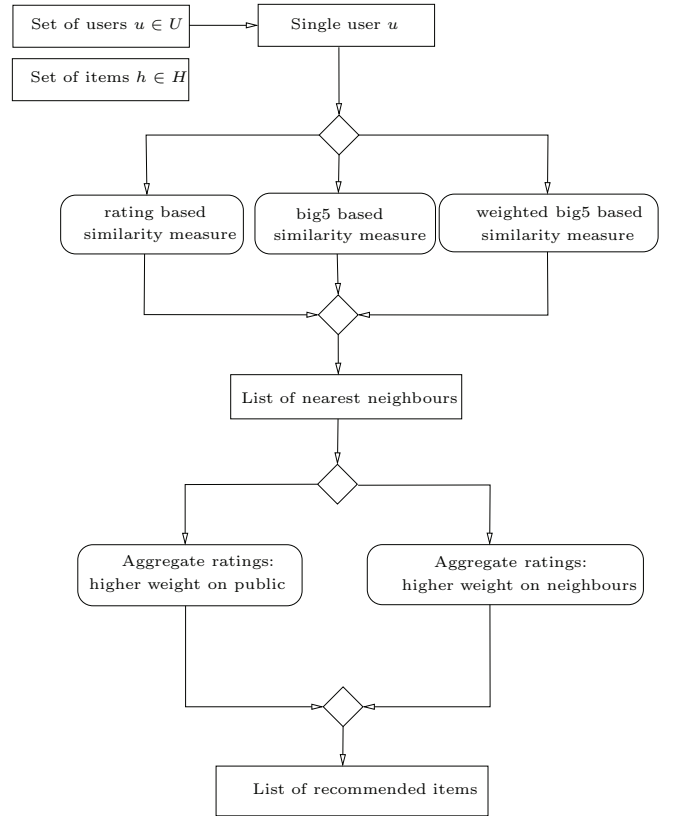 Set of users u ∈ U
Single user u
Set of items h ∈ H
rating based
similarity measure
big5 based
similarity measure
weighted big5 based
similarity measure
List of nearest neighbours
Aggregate ratings:
higher weight on public
Aggregate ratings:
higher weight on neighbours
List of recommended items